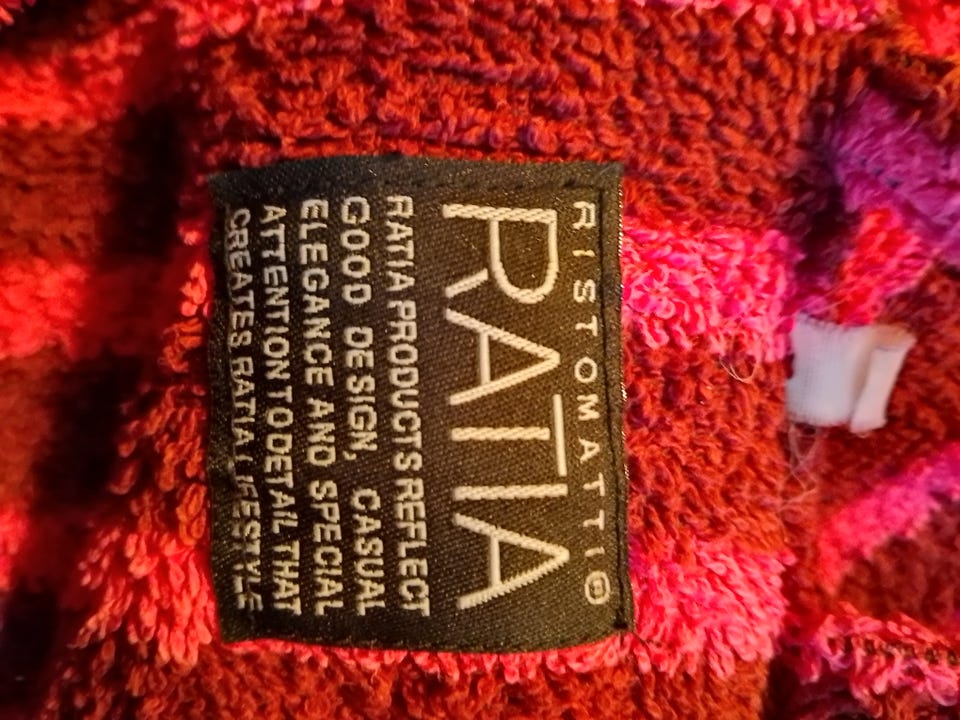 RISTOMATTI®
RATIA
RATIA PRODUCTS REFLECT
GOOD DESIGN, CASUAL
ELEGANCE AND SPECIAL
ATTENTION TO DETAIL THAT
CREATES RATIA LIFESTYLE